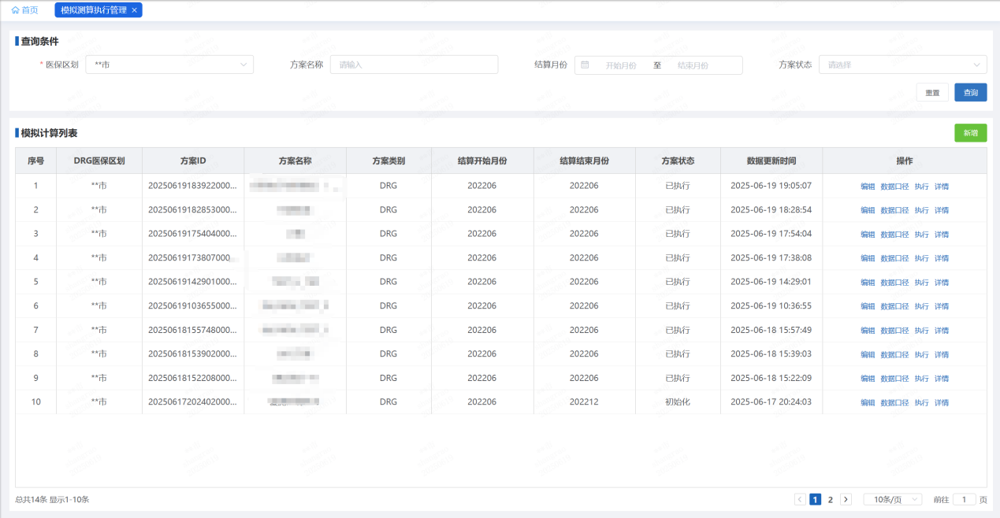 首页 模拟测算执行管理 ×
查询条件
* 医保区划 **市 方案名称 请输入 结算月份 开始月份 至 结束月份 方案状态 请选择
重置 查询
模拟计算列表 新增
序号 DRG医保区划 方案ID 方案名称 方案类别 结算开始月份 结算结束月份 方案状态 数据更新时间 操作
1 **市 20250619183922000... DRG 202206 202206 已执行 2025-06-19 19:05:07 编辑 数据口径 执行 详情
2 **市 20250619182853000... DRG 202206 202206 已执行 2025-06-19 18:28:54 编辑 数据口径 执行 详情
3 **市 20250619175404000... DRG 202206 202206 已执行 2025-06-19 17:54:04 编辑 数据口径 执行 详情
4 **市 20250619173807000... DRG 202206 202206 已执行 2025-06-19 17:38:08 编辑 数据口径 执行 详情
5 **市 20250619142901000... DRG 202206 202206 已执行 2025-06-19 14:29:01 编辑 数据口径 执行 详情
6 **市 20250619103655000... DRG 202206 202206 已执行 2025-06-19 10:36:55 编辑 数据口径 执行 详情
7 **市 20250618155748000... DRG 202206 202206 已执行 2025-06-18 15:57:49 编辑 数据口径 执行 详情
8 **市 20250618153902000... DRG 202206 202206 已执行 2025-06-18 15:39:03 编辑 数据口径 执行 详情
9 **市 20250618152208000... DRG 202206 202206 已执行 2025-06-18 15:22:09 编辑 数据口径 执行 详情
10 **市 20250617202402000... DRG 202206 202212 初始化 2025-06-17 20:24:03 编辑 数据口径 执行 详情
总共14条 显示1-10条 < 1 2 > 10条/页 前往 1 页